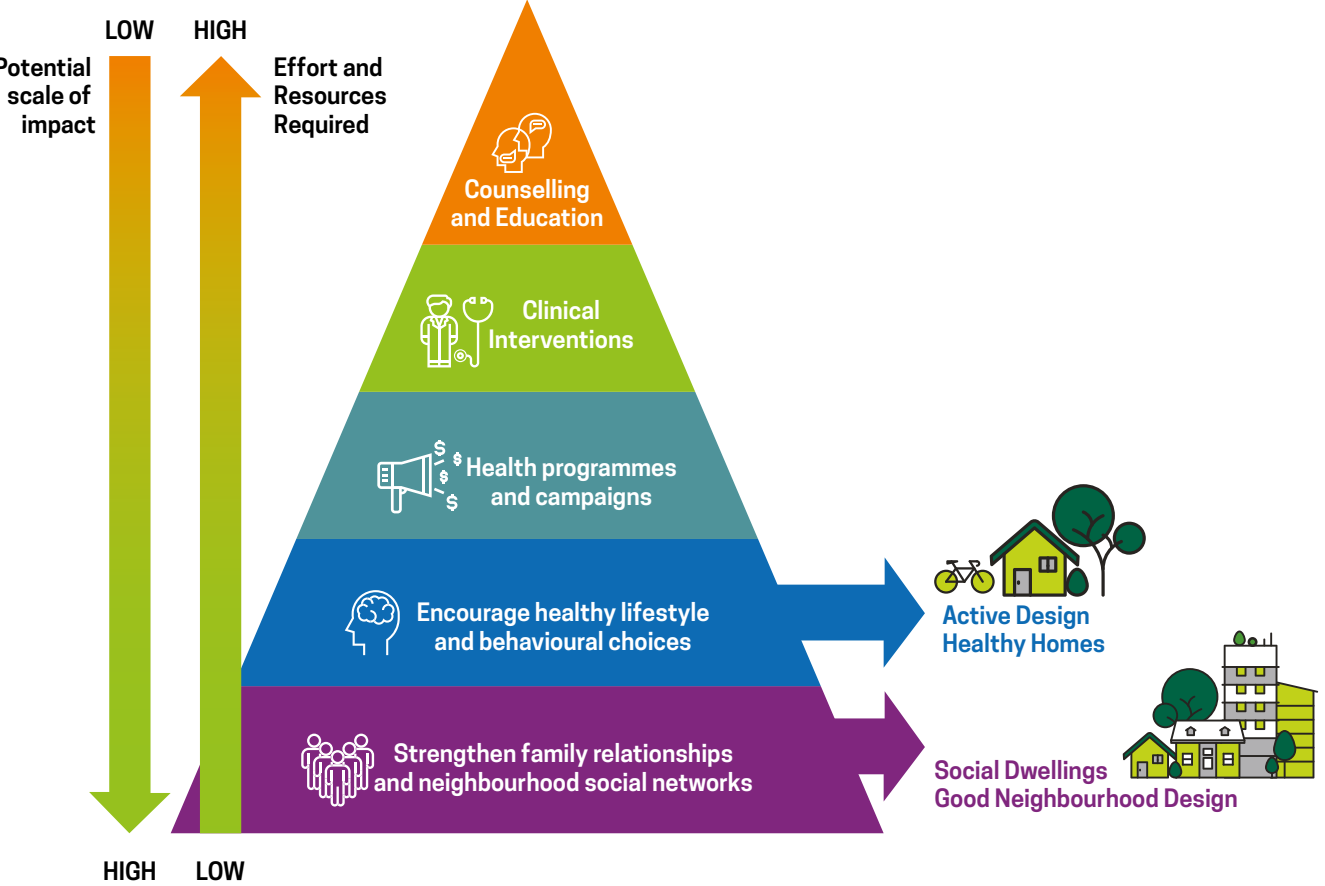 LOW
HIGH
Potential
scale of
impact
Effort and
Resources
Required
Counselling
and Education
Clinical
Interventions
Health programmes
and campaigns
Encourage healthy lifestyle
and behavioural choices
Active Design
Healthy Homes
Strengthen family relationships
and neighbourhood social networks
Social Dwellings
Good Neighbourhood Design
HIGH
LOW